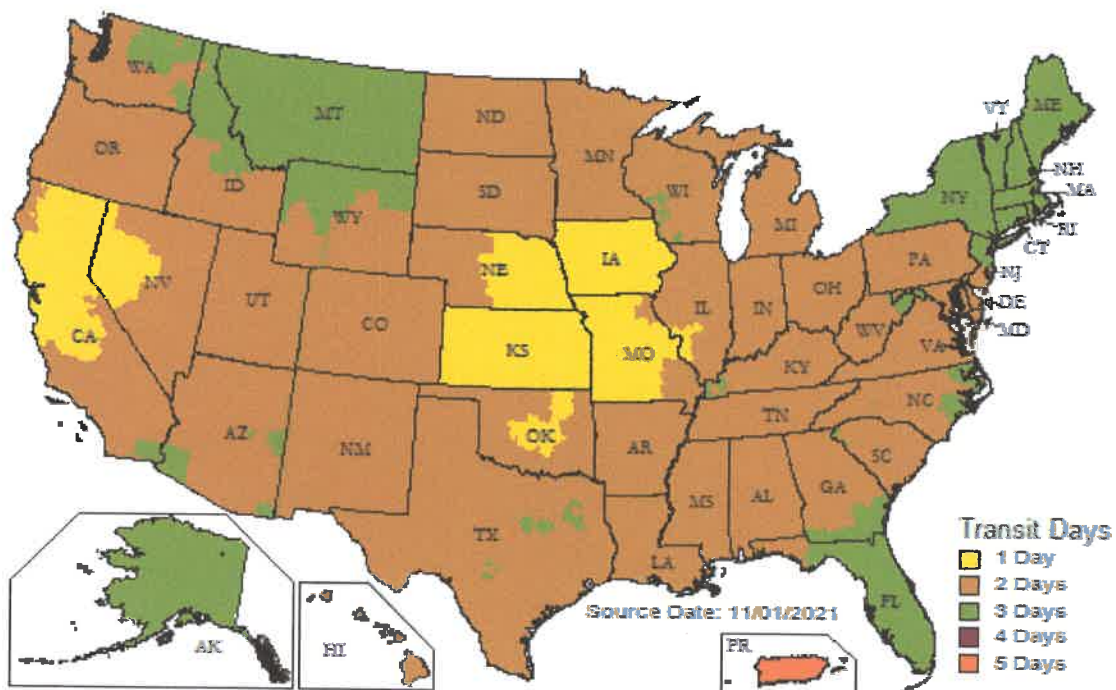 WA
MT
ND
MN
VT
ME
OR
ID
WY
SD
WI
MI
NY
NH
MA
RI
CT
NV
UT
CO
NE
IA
IL
IN
OH
PA
NJ
DE
MD
CA
KS
MO
WV
VA
KY
AZ
NM
OK
AR
TN
NC
SC
MS
AL
GA
TX
LA
FL
AK
HI
PR
Source Date: 11/01/2021
Transit Days
1 Day
2 Days
3 Days
4 Days
5 Days